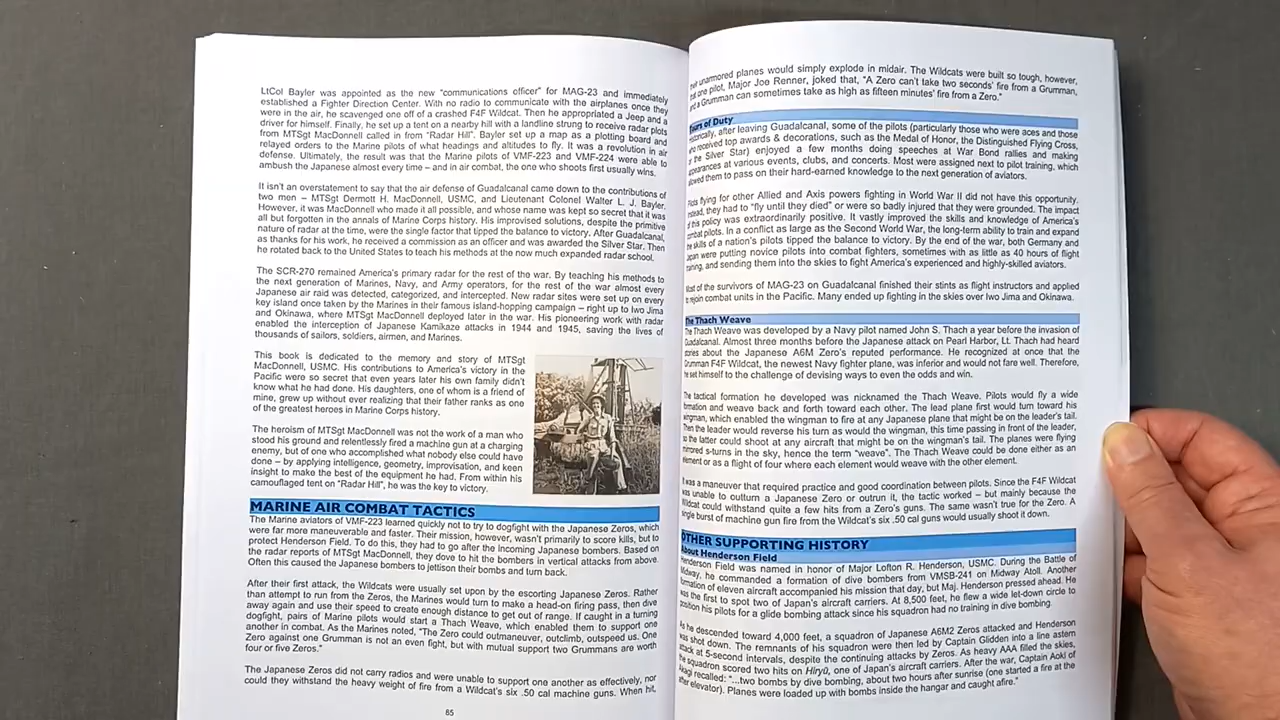 LtCol Bayler was appointed as the new "communications officer" for MAG-23 and immediately
established a Fighter Direction Center. With no radio to communicate with the airplanes once they
were in the air, he scavenged one off of a crashed F4F Wildcat. Then he appropriated a Jeep and a
driver for himself. Finally, he set up a tent on a nearby hill with a landline strung to receive radar plots
from MTSgt MacDonnell called in from "Radar Hill". Bayler set up a map as a plotting board and
relayed orders to the Marine pilots of what headings and altitudes to fly. It was a revolution in air
defense. Ultimately, the result was that the Marine pilots of VMF-223 and VMF-224 were able to
ambush the Japanese almost every time – and in air combat, the one who shoots first usually wins.
It isn't an overstatement to say that the air defense of Guadalcanal came down to the contributions of
two men – MTSgt Dermott H. MacDonnell, USMC, and Lieutenant Colonel Walter L. J. Bayler.
However, it was MacDonnell who made it all possible, and whose name was kept so secret that it was
all but forgotten in the annals of Marine Corps history. His improvised solutions, despite the primitive
nature of radar at the time, were the single factor that tipped the balance to victory. After Guadalcanal,
as thanks for his work, he received a commission as an officer and was awarded the Silver Star. Then
he rotated back to the United States to teach his methods at the now much expanded radar school.
The SCR-270 remained America's primary radar for the rest of the war. By teaching his methods to
the next generation of Marines, Navy, and Army operators, for the rest of the war almost every
Japanese air raid was detected, categorized, and intercepted. New radar sites were set up on every
key island once taken by the Marines in their famous island-hopping campaign – right up to Iwo Jima
and Okinawa, where MTSgt MacDonnell deployed later in the war. His pioneering work with radar
enabled the interception of Japanese Kamikaze attacks in 1944 and 1945, saving the lives of
thousands of sailors, soldiers, airmen, and Marines.
This book is dedicated to the memory and story of MTSgt
MacDonnell, USMC. His contributions to America's victory in the
Pacific were so secret that even years later his own family didn't
know what he had done. His daughters, one of whom is a friend of
mine, grew up without ever realizing that their father ranks as one
of the greatest heroes in Marine Corps history.
The heroism of MTSgt MacDonnell was not the work of a man who
stood his ground and relentlessly fired a machine gun at a charging
enemy, but of one who accomplished what nobody else could have
done – by applying intelligence, geometry, improvisation, and keen
insight to make the best of the equipment he had. From within his
camouflaged tent on "Radar Hill", he was the key to victory.
MARINE AIR COMBAT TACTICS
The Marine aviators of VMF-223 learned quickly not to try to dogfight with the Japanese Zeros, which
were far more maneuverable and faster. Their mission, however, wasn't primarily to score kills, but to
protect Henderson Field. To do this, they had to go after the incoming Japanese bombers. Based on
the radar reports of MTSgt MacDonnell, they dove to hit the bombers in vertical attacks from above.
Often this caused the Japanese bombers to jettison their bombs and turn back.
After their first attack, the Wildcats were usually set upon by the escorting Japanese Zeros. Rather
than attempt to run from the Zeros, the Marines would turn to make a head-on firing pass, then dive
away again and use their speed to create enough distance to get out of range. If caught in a turning
dogfight, pairs of Marine pilots would start a Thach Weave, which enabled them to support one
another in combat. As the Marines noted, "The Zero could outmaneuver, outclimb, outspeed us. One
Zero against one Grumman is not an even fight, but with mutual support two Grummans are worth
four or five Zeros."
The Japanese Zeros did not carry radios and were unable to support one another as effectively, nor
could they withstand the heavy weight of fire from a Wildcat's six .50 cal machine guns. When hit,
85
unarmored planes would simply explode in midair. The Wildcats were built so tough, however,
one pilot, Major Joe Renner, joked that, "A Zero can't take two seconds' fire from a Grumman,
and a Grumman can sometimes take as high as fifteen minutes' fire from a Zero."
Tours of Duty
Historically, after leaving Guadalcanal, some of the pilots (particularly those who were aces and those
who received top awards & decorations, such as the Medal of Honor, the Distinguished Flying Cross,
or the Silver Star) enjoyed a few months doing speeches at War Bond rallies and making
appearances at various events, clubs, and concerts. Most were assigned next to pilot training, which
allowed them to pass on their hard-earned knowledge to the next generation of aviators.
Pilots flying for other Allied and Axis powers fighting in World War II did not have this opportunity.
Instead, they had to "fly until they died" or were so badly injured that they were grounded. The impact
of this policy was extraordinarily positive. It vastly improved the skills and knowledge of America's
combat pilots. In a conflict as large as the Second World War, the long-term ability to train and expand
the skills of a nation's pilots tipped the balance to victory. By the end of the war, both Germany and
Japan were putting novice pilots into combat fighters, sometimes with as little as 40 hours of flight
training, and sending them into the skies to fight America's experienced and highly-skilled aviators.
Most of the survivors of MAG-23 on Guadalcanal finished their stints as flight instructors and applied
to rejoin combat units in the Pacific. Many ended up fighting in the skies over Iwo Jima and Okinawa.
The Thach Weave
The Thach Weave was developed by a Navy pilot named John S. Thach a year before the invasion of
Guadalcanal. Almost three months before the Japanese attack on Pearl Harbor, Lt. Thach had heard
stories about the Japanese A6M Zero's reputed performance. He recognized at once that the
Grumman F4F Wildcat, the newest Navy fighter plane, was inferior and would not fare well. Therefore,
he set himself to the challenge of devising ways to even the odds and win.
The tactical formation he developed was nicknamed the Thach Weave. Pilots would fly a wide
formation and weave back and forth toward each other. The lead plane first would turn toward his
wingman, which enabled the wingman to fire at any Japanese plane that might be on the leader's tail.
Then the leader would reverse his turn as would the wingman, this time passing in front of the leader,
so the latter could shoot at any aircraft that might be on the wingman's tail. The planes were flying
mirrored s-turns in the sky, hence the term "weave". The Thach Weave could be done either as an
element or as a flight of four where each element would weave with the other element.
It was a maneuver that required practice and good coordination between pilots. Since the F4F Wildcat
was unable to outturn a Japanese Zero or outrun it, the tactic worked – but mainly because the
Wildcat could withstand quite a few hits from a Zero's guns. The same wasn't true for the Zero. A
single burst of machine gun fire from the Wildcat's six .50 cal guns would usually shoot it down.
OTHER SUPPORTING HISTORY
About Henderson Field
Henderson Field was named in honor of Major Lofton R. Henderson, USMC. During the Battle of
Midway, he commanded a formation of dive bombers from VMSB-241 on Midway Atoll. Another
formation of eleven aircraft accompanied his mission that day, but Maj. Henderson pressed ahead. He
was the first to spot two of Japan's aircraft carriers. At 8,500 feet, he flew a wide let-down circle to
position his pilots for a glide bombing attack since his squadron had no training in dive bombing.
As he descended toward 4,000 feet, a squadron of Japanese A6M2 Zeros attacked and Henderson
was shot down. The remnants of his squadron were then led by Captain Glidden into a line astern
attack at 5-second intervals, despite the continuing attacks by Zeros. As heavy AAA filled the skies,
the squadron scored two hits on Hiryū, one of Japan's aircraft carriers. After the war, Captain Aoki of
Akagi recalled: "...two bombs by dive bombing, about two hours after sunrise (one started a fire at the
after elevator). Planes were loaded up with bombs inside the hangar and caught afire."